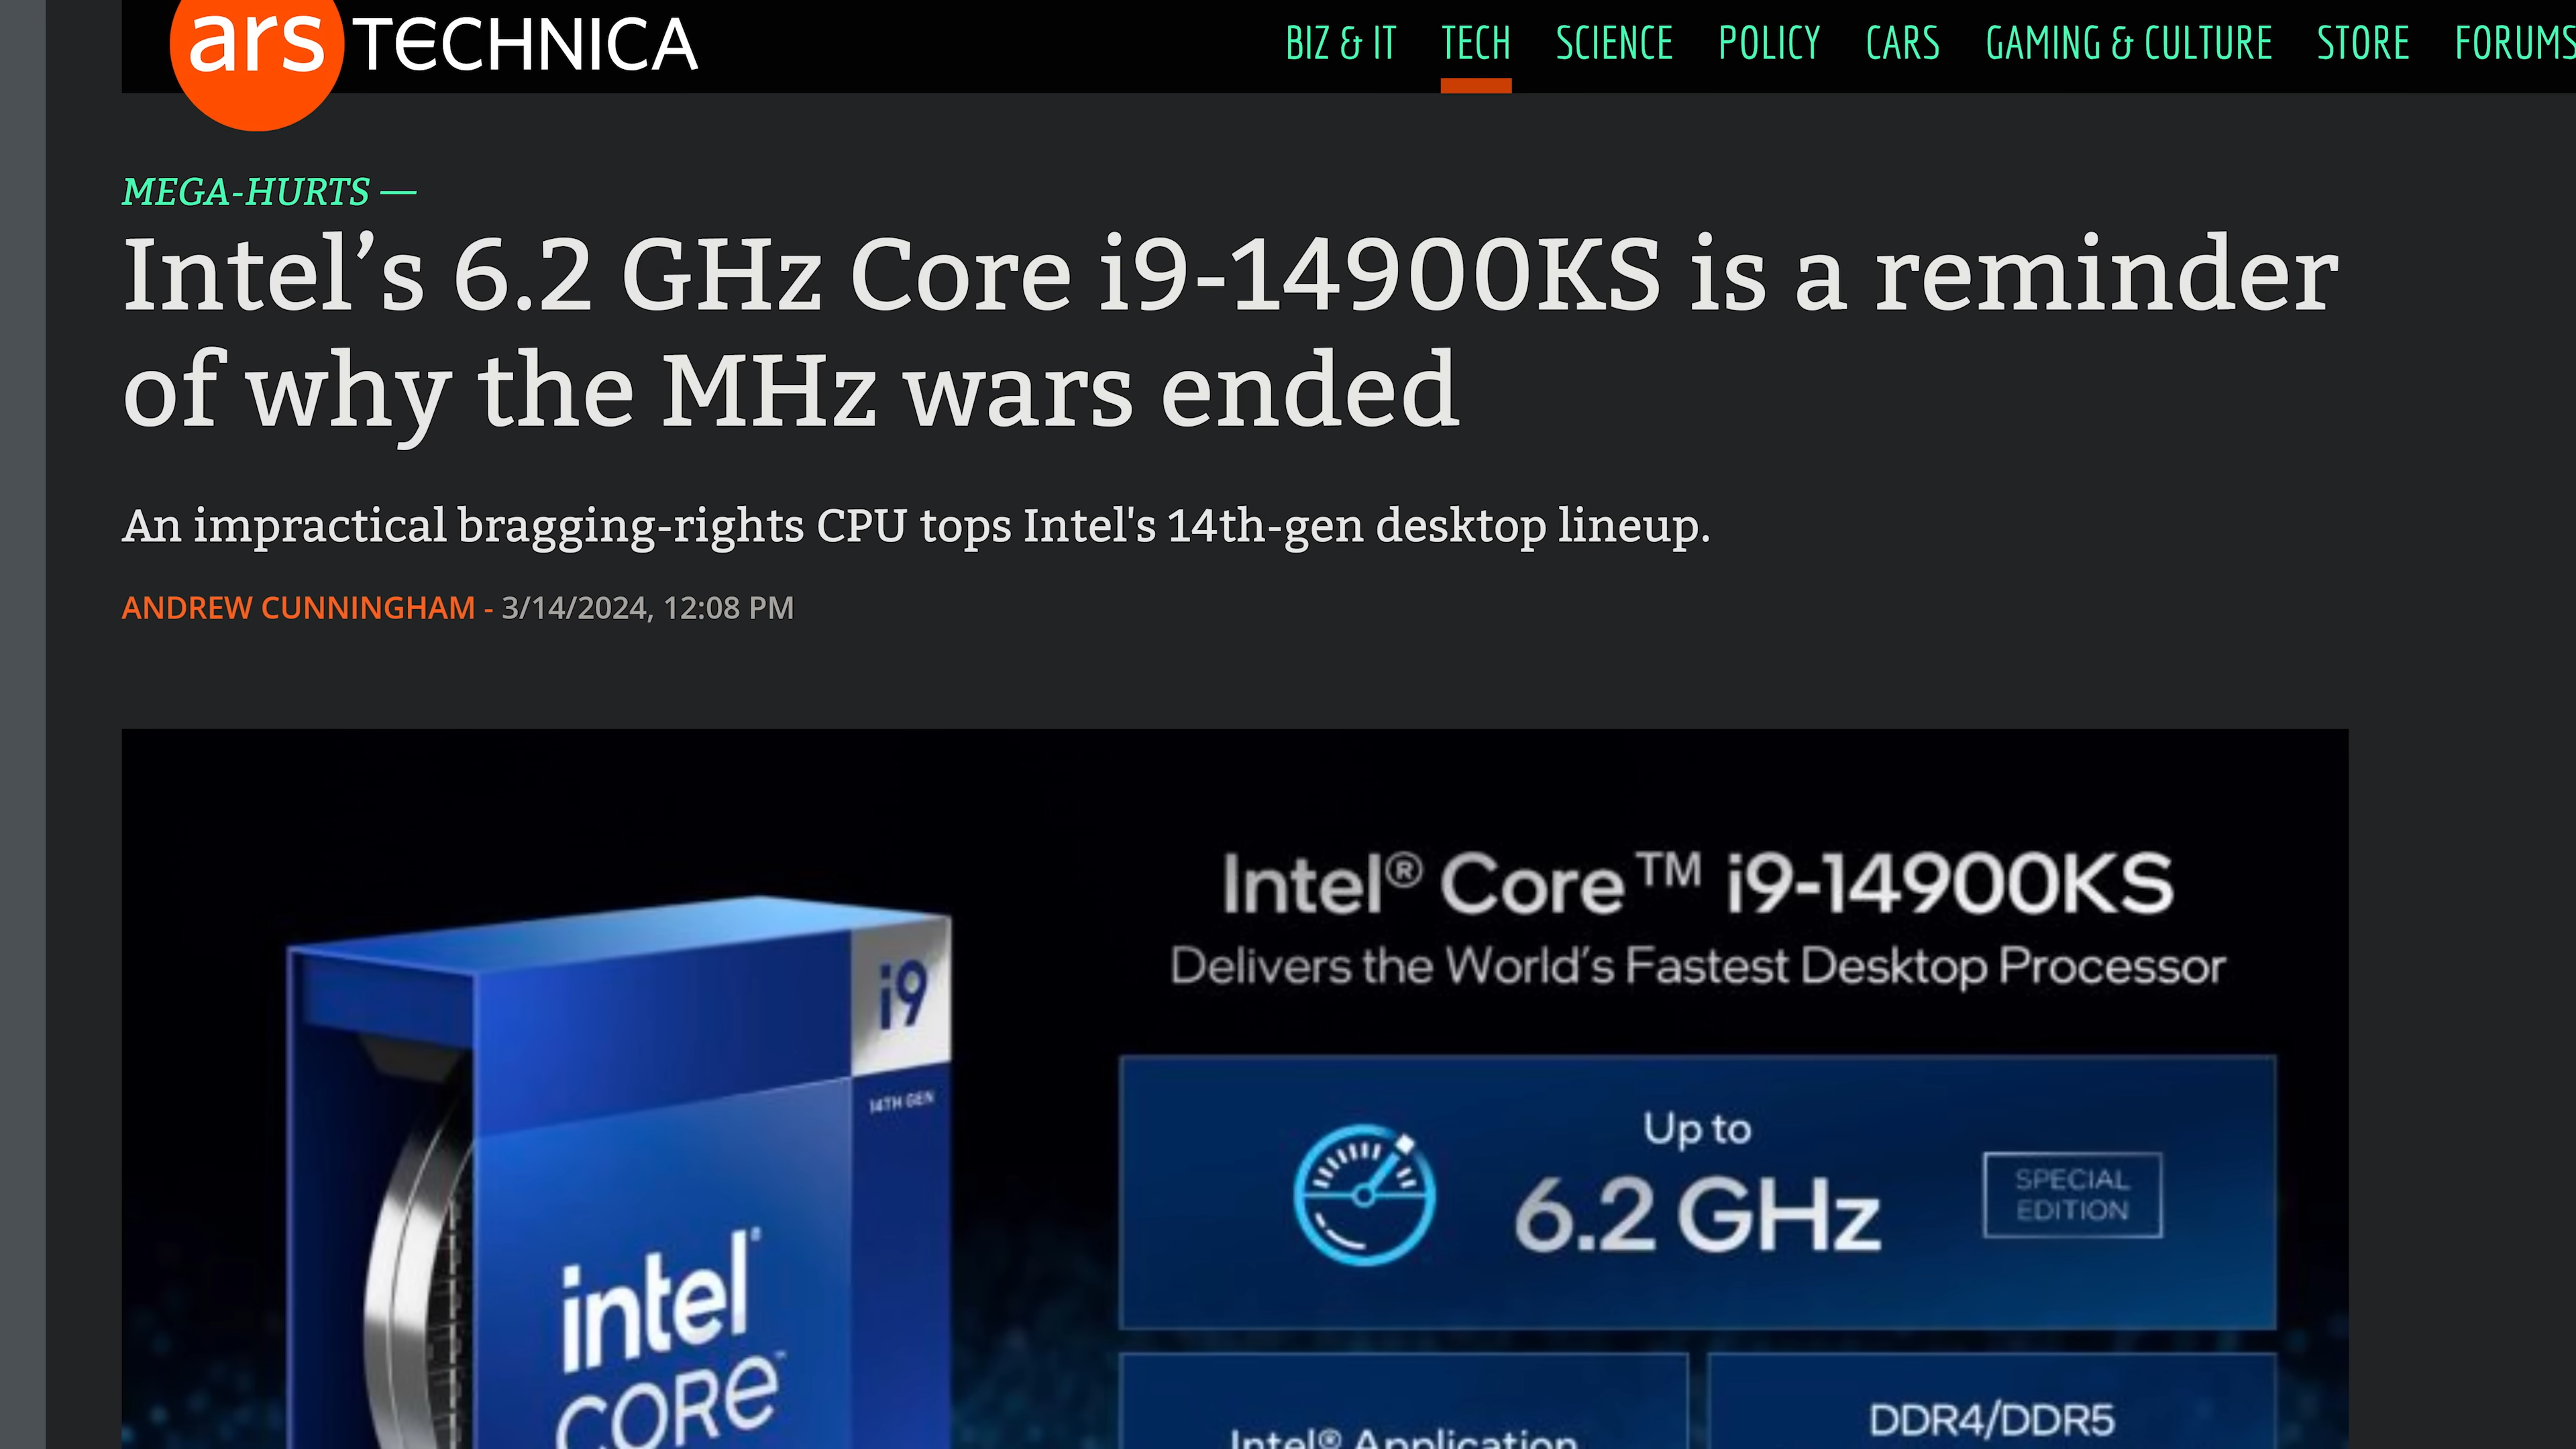 ars TECHNICA
BIZ & IT TECH SCIENCE POLICY CARS GAMING & CULTURE STORE FORUMS
MEGA-HURTS —
Intel’s 6.2 GHz Core i9-14900KS is a reminder
of why the MHz wars ended
An impractical bragging-rights CPU tops Intel's 14th-gen desktop lineup.
ANDREW CUNNINGHAM - 3/14/2024, 12:08 PM
Intel® Core™ i9-14900KS
Delivers the World’s Fastest Desktop Processor
i9
14TH GEN
intel
CORE™
Up to
6.2 GHz
SPECIAL
EDITION
Intel® Application
DDR4/DDR5